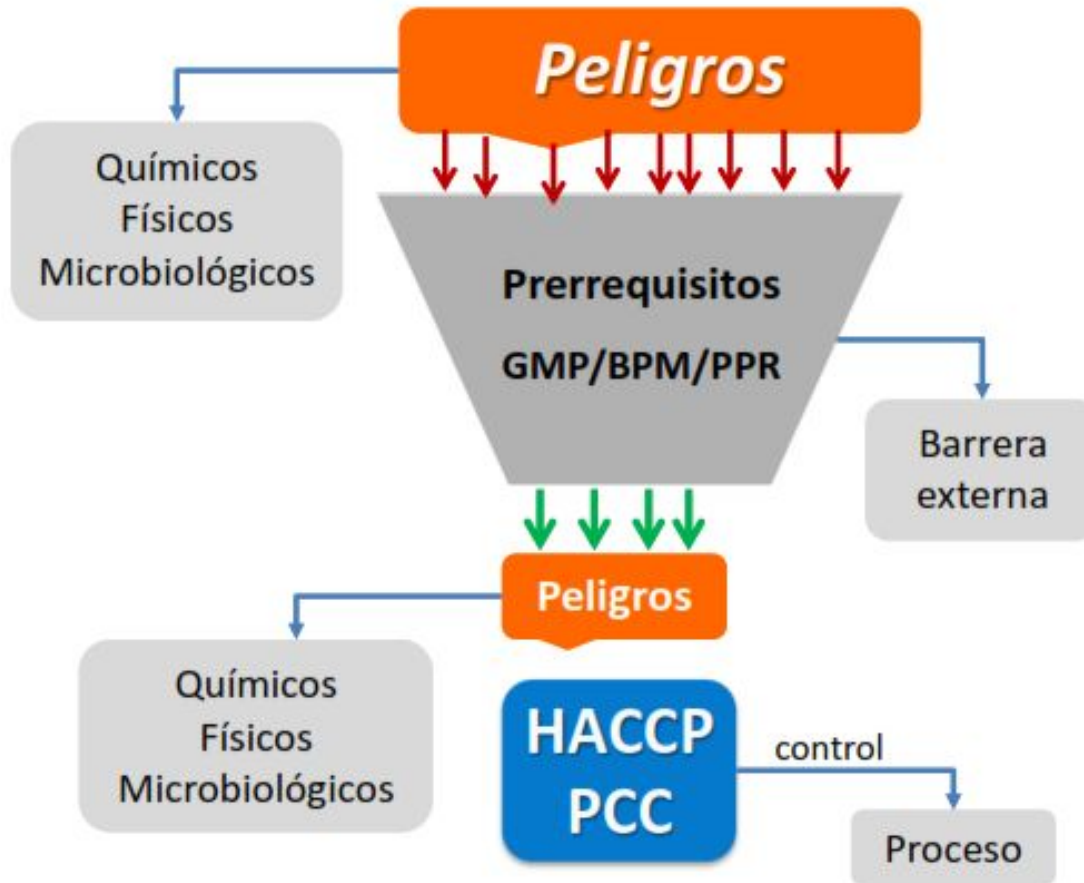 Peligros
Químicos
Físicos
Microbiológicos
Prerrequisitos
GMP/BPM/PPR
Barrera
externa
Peligros
Químicos
Físicos
Microbiológicos
HACCP
PCC
control
Proceso